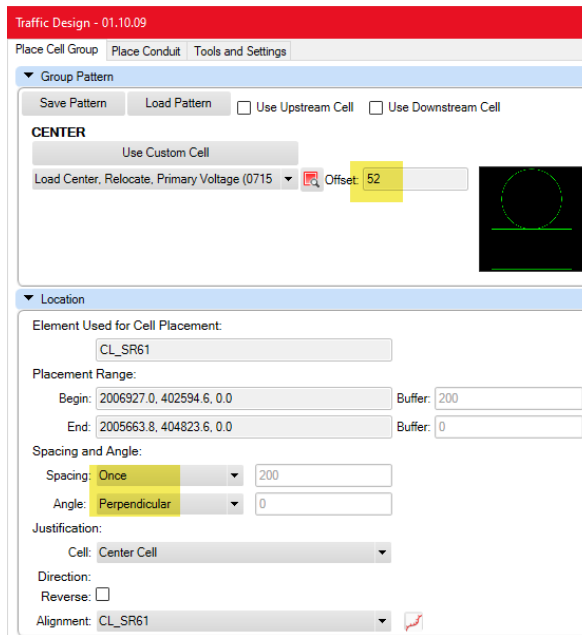 Traffic Design - 01.10.09
Place Cell Group Place Conduit Tools and Settings
Group Pattern
Save Pattern Load Pattern Use Upstream Cell Use Downstream Cell
CENTER
Use Custom Cell
Load Center, Relocate, Primary Voltage (0715 Offset: 52
Location
Element Used for Cell Placement:
CL_SR61
Placement Range:
Begin: 2006927.0, 402594.6, 0.0 Buffer: 200
End: 2005663.8, 404823.6, 0.0 Buffer: 0
Spacing and Angle:
Spacing: Once 200
Angle: Perpendicular 0
Justification:
Cell: Center Cell
Direction:
Reverse:
Alignment: CL_SR61